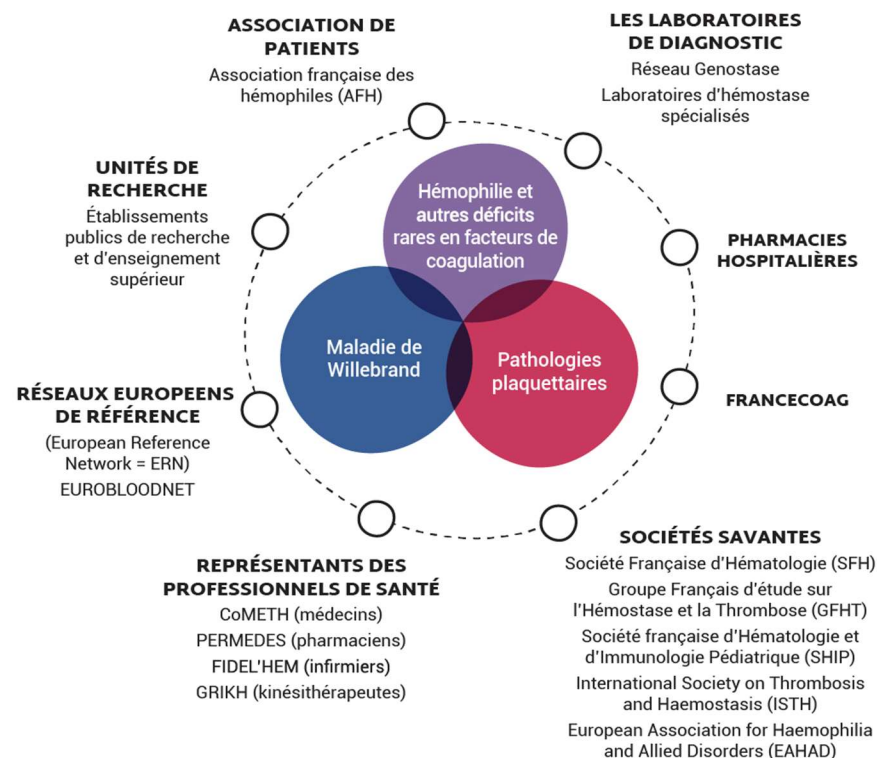 ASSOCIATION DE
PATIENTS
Association française des
hémophiles (AFH)
LES LABORATOIRES
DE DIAGNOSTIC
Réseau Genostase
Laboratoires d'hémostase
spécialisés
UNITÉS DE
RECHERCHE
Établissements
publics de recherche
et d'enseignement
supérieur
Hémophilie et
autres déficits
rares en facteurs de
coagulation
PHARMACIES
HOSPITALIÈRES
Maladie de
Willebrand
Pathologies
plaquettaires
RÉSEAUX EUROPEENS
DE RÉFÉRENCE
(European Reference
Network = ERN)
EUROBLOODNET
FRANCECOAG
REPRÉSENTANTS DES
PROFESSIONNELS DE SANTÉ
CoMETH (médecins)
PERMEDES (pharmaciens)
FIDEL'HEM (infirmiers)
GRIKH (kinésithérapeutes)
SOCIÉTÉS SAVANTES
Société Française d'Hématologie (SFH)
Groupe Français d'étude sur
l'Hémostase et la Thrombose (GFHT)
Société française d'Hématologie et
d'Immunologie Pédiatrique (SHIP)
International Society on Thrombosis
and Haemostasis (ISTH)
European Association for Haemophilia
and Allied Disorders (EAHAD)